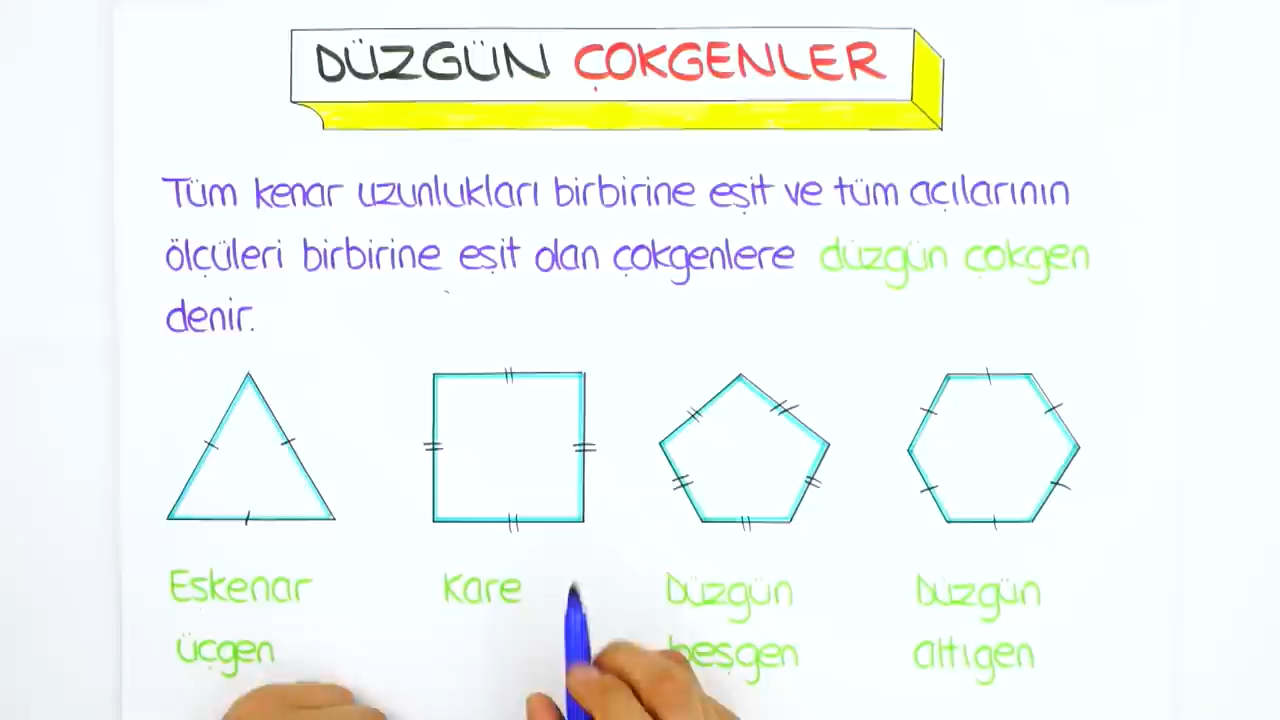 DÜZGÜN ÇOKGENLER
Tüm kenar uzunlukları birbirine eşit ve tüm açılarının
ölçüleri birbirine eşit olan çokgenlere düzgün çokgen
denir.
Eşkenar Kare Düzgün Düzgün
üçgen beşgen altıgen